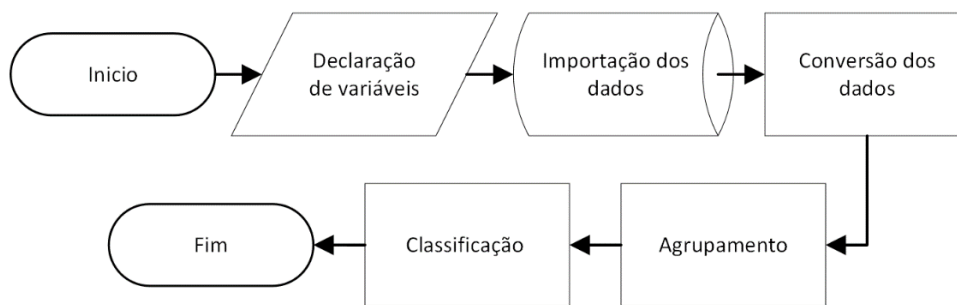 Inicio
Declaração
de variáveis
Importação dos
dados
Conversão dos
dados
Agrupamento
Classificação
Fim